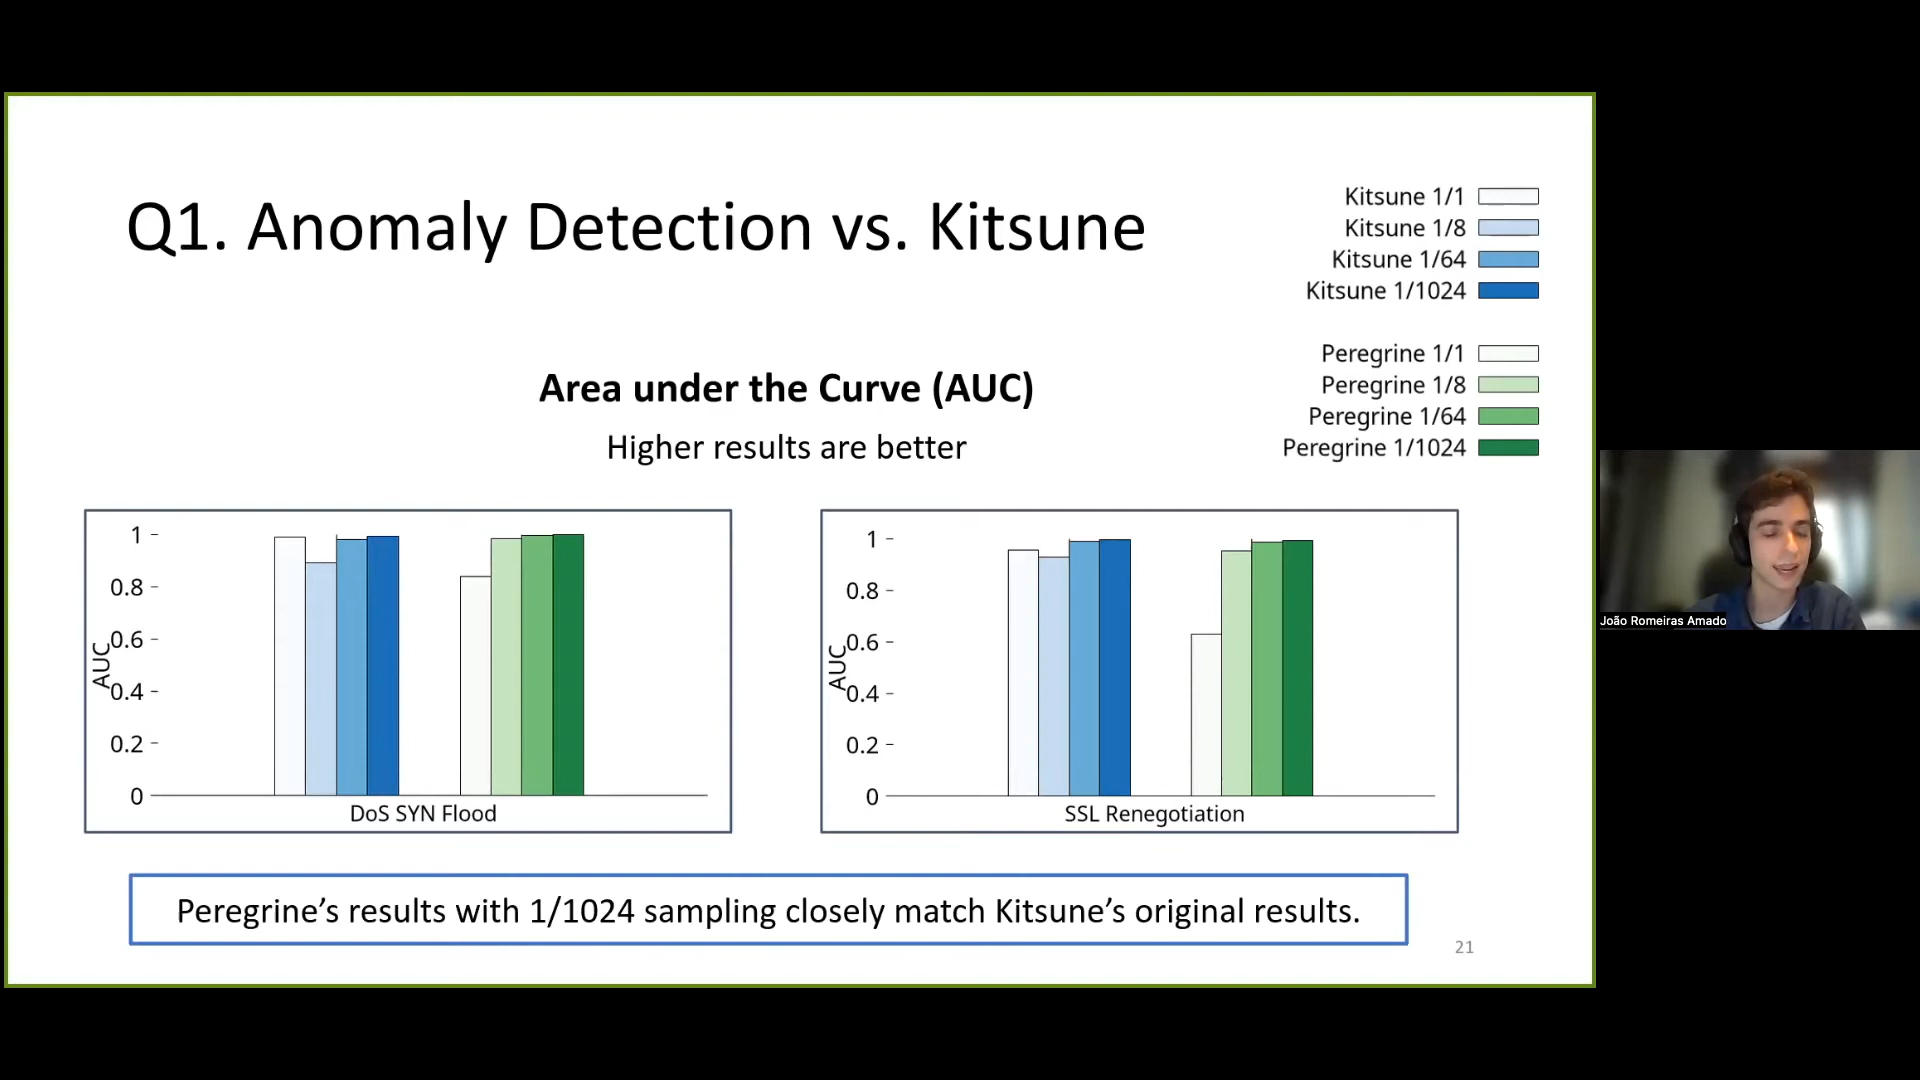 Q1. Anomaly Detection vs. Kitsune
Kitsune 1/1
Kitsune 1/8
Kitsune 1/64
Kitsune 1/1024
Peregrine 1/1
Peregrine 1/8
Peregrine 1/64
Peregrine 1/1024
Area under the Curve (AUC)
Higher results are better
1
0.8
0.6
0.4
0.2
0
AUC
DoS SYN Flood
1
0.8
0.6
0.4
0.2
0
AUC
SSL Renegotiation
João Romeiras Amado
Peregrine’s results with 1/1024 sampling closely match Kitsune’s original results.
21